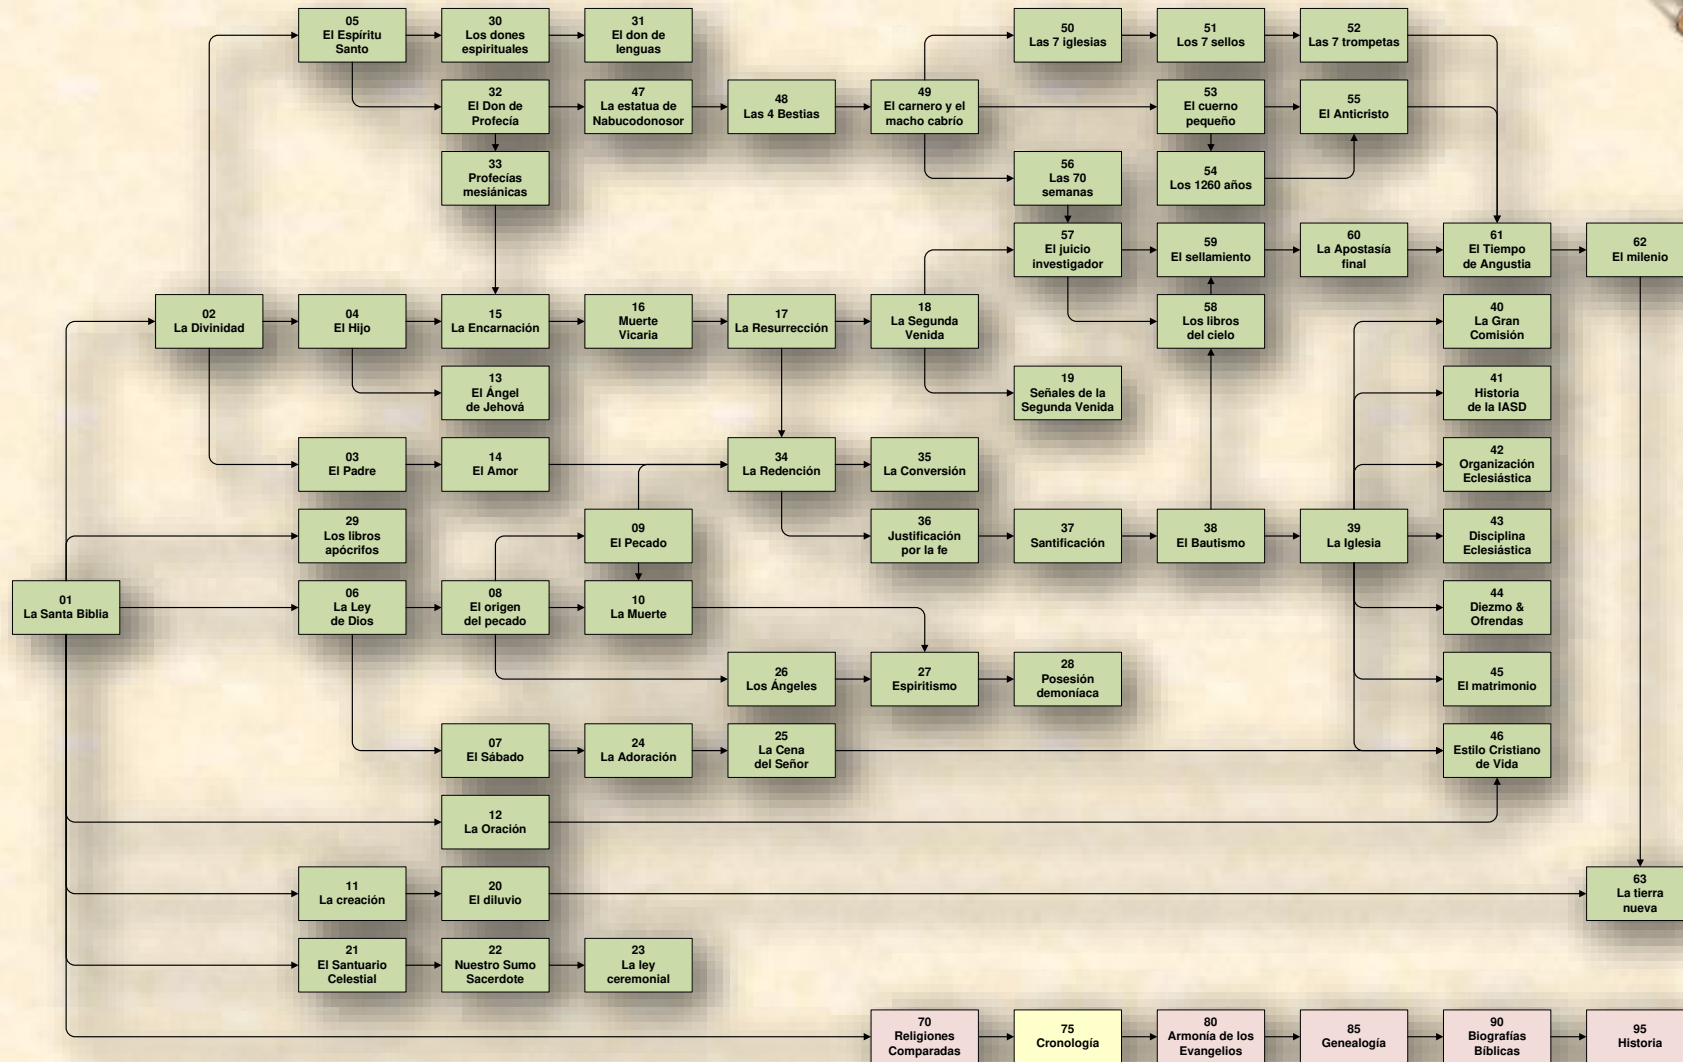 05
El Espíritu
Santo
30
Los dones
espirituales
31
El don de
lenguas
50
Las 7 iglesias
51
Los 7 sellos
52
Las 7 trompetas
32
El Don de
Profecía
47
La estatua de
Nabucodonosor
48
Las 4 Bestias
49
El carnero y el
macho cabrío
53
El cuerno
pequeño
55
El Anticristo
33
Profecías
mesiánicas
56
Las 70
semanas
54
Los 1260 años
57
El juicio
investigador
59
El sellamiento
60
La Apostasía
final
61
El Tiempo
de Angustia
62
El milenio
02
La Divinidad
04
El Hijo
15
La Encarnación
16
Muerte
Vicaria
17
La Resurrección
18
La Segunda
Venida
58
Los libros
del cielo
40
La Gran
Comisión
13
El Ángel
de Jehová
19
Señales de la
Segunda Venida
41
Historia
de la IASD
03
El Padre
14
El Amor
34
La Redención
35
La Conversión
42
Organización
Eclesiástica
29
Los libros
apócrifos
09
El Pecado
36
Justificación
por la fe
37
Santificación
38
El Bautismo
39
La Iglesia
43
Disciplina
Eclesiástica
01
La Santa Biblia
06
La Ley
de Dios
08
El origen
del pecado
10
La Muerte
44
Diezmo &
Ofrendas
26
Los Ángeles
27
Espiritismo
28
Posesión
demoníaca
45
El matrimonio
07
El Sábado
24
La Adoración
25
La Cena
del Señor
46
Estilo Cristiano
de Vida
12
La Oración
11
La creación
20
El diluvio
63
La tierra
nueva
21
El Santuario
Celestial
22
Nuestro Sumo
Sacerdote
23
La ley
ceremonial
70
Religiones
Comparadas
75
Cronología
80
Armonía de los
Evangelios
85
Genealogía
90
Biografías
Bíblicas
95
Historia